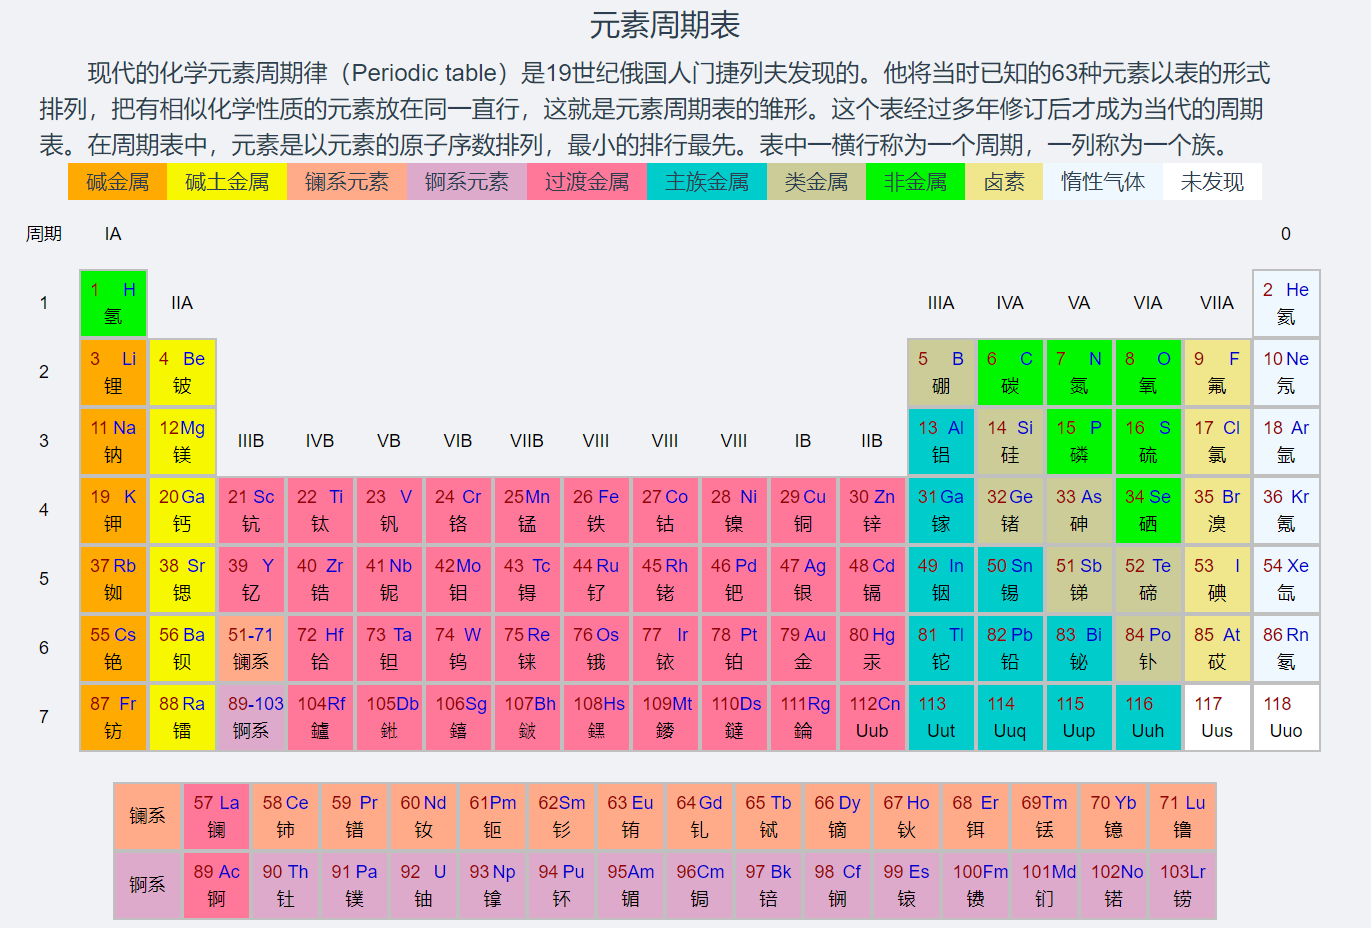 元素周期表
现代的化学元素周期律（Periodic table）是19世纪俄国人门捷列夫发现的。他将当时已知的63种元素以表的形式
排列，把有相似化学性质的元素放在同一直行，这就是元素周期表的雏形。这个表经过多年修订后才成为当代的周期
表。在周期表中，元素是以元素的原子序数排列，最小的排行最先。表中一横行称为一个周期，一列称为一个族。
碱金属 碱土金属 镧系元素 锕系元素 过渡金属 主族金属 类金属 非金属 卤素 惰性气体 未发现
周期 IA 0
1 1 H 氢 IIA IIIA IVA VA VIA VIIA 2 He 氦
2 3 Li 锂 4 Be 铍 5 B 硼 6 C 碳 7 N 氮 8 O 氧 9 F 氟 10 Ne 氖
3 11 Na 钠 12 Mg 镁 IIIB IVB VB VIB VIIB VIII VIII VIII IB IIB 13 Al 铝 14 Si 硅 15 P 磷 16 S 硫 17 Cl 氯 18 Ar 氩
4 19 K 钾 20 Ga 钙 21 Sc 钪 22 Ti 钛 23 V 钒 24 Cr 铬 25 Mn 锰 26 Fe 铁 27 Co 钴 28 Ni 镍 29 Cu 铜 30 Zn 锌 31 Ga 镓 32 Ge 锗 33 As 砷 34 Se 硒 35 Br 溴 36 Kr 氪
5 37 Rb 铷 38 Sr 锶 39 Y 钇 40 Zr 锆 41 Nb 铌 42 Mo 钼 43 Tc 锝 44 Ru 钌 45 Rh 铑 46 Pd 钯 47 Ag 银 48 Cd 镉 49 In 铟 50 Sn 锡 51 Sb 锑 52 Te 碲 53 I 碘 54 Xe 氙
6 55 Cs 铯 56 Ba 钡 51-71 镧系 72 Hf 铪 73 Ta 钽 74 W 钨 75 Re 铼 76 Os 锇 77 Ir 铱 78 Pt 铂 79 Au 金 80 Hg 汞 81 Tl 铊 82 Pb 铅 83 Bi 铋 84 Po 钋 85 At 砹 86 Rn 氡
7 87 Fr 钫 88 Ra 镭 89-103 锕系 104 Rf 鑪 105 Db 106 Sg 107 Bh 108 Hs 109 Mt 110 Ds 鐽 111 Rg 錀 112 Cn Uub 113 Uut 114 Uuq 115 Uup 116 Uuh 117 Uus 118 Uuo
镧系 57 La 镧 58 Ce 铈 59 Pr 镨 60 Nd 钕 61 Pm 钷 62 Sm 钐 63 Eu 铕 64 Gd 钆 65 Tb 铽 66 Dy 镝 67 Ho 钬 68 Er 铒 69 Tm 铥 70 Yb 镱 71 Lu 镥
锕系 89 Ac 锕 90 Th 钍 91 Pa 镤 92 U 铀 93 Np 镎 94 Pu 钚 95 Am 镅 96 Cm 锔 97 Bk 锫 98 Cf 锎 99 Es 锿 100 Fm 镄 101 Md 钔 102 No 锘 103 Lr 铹